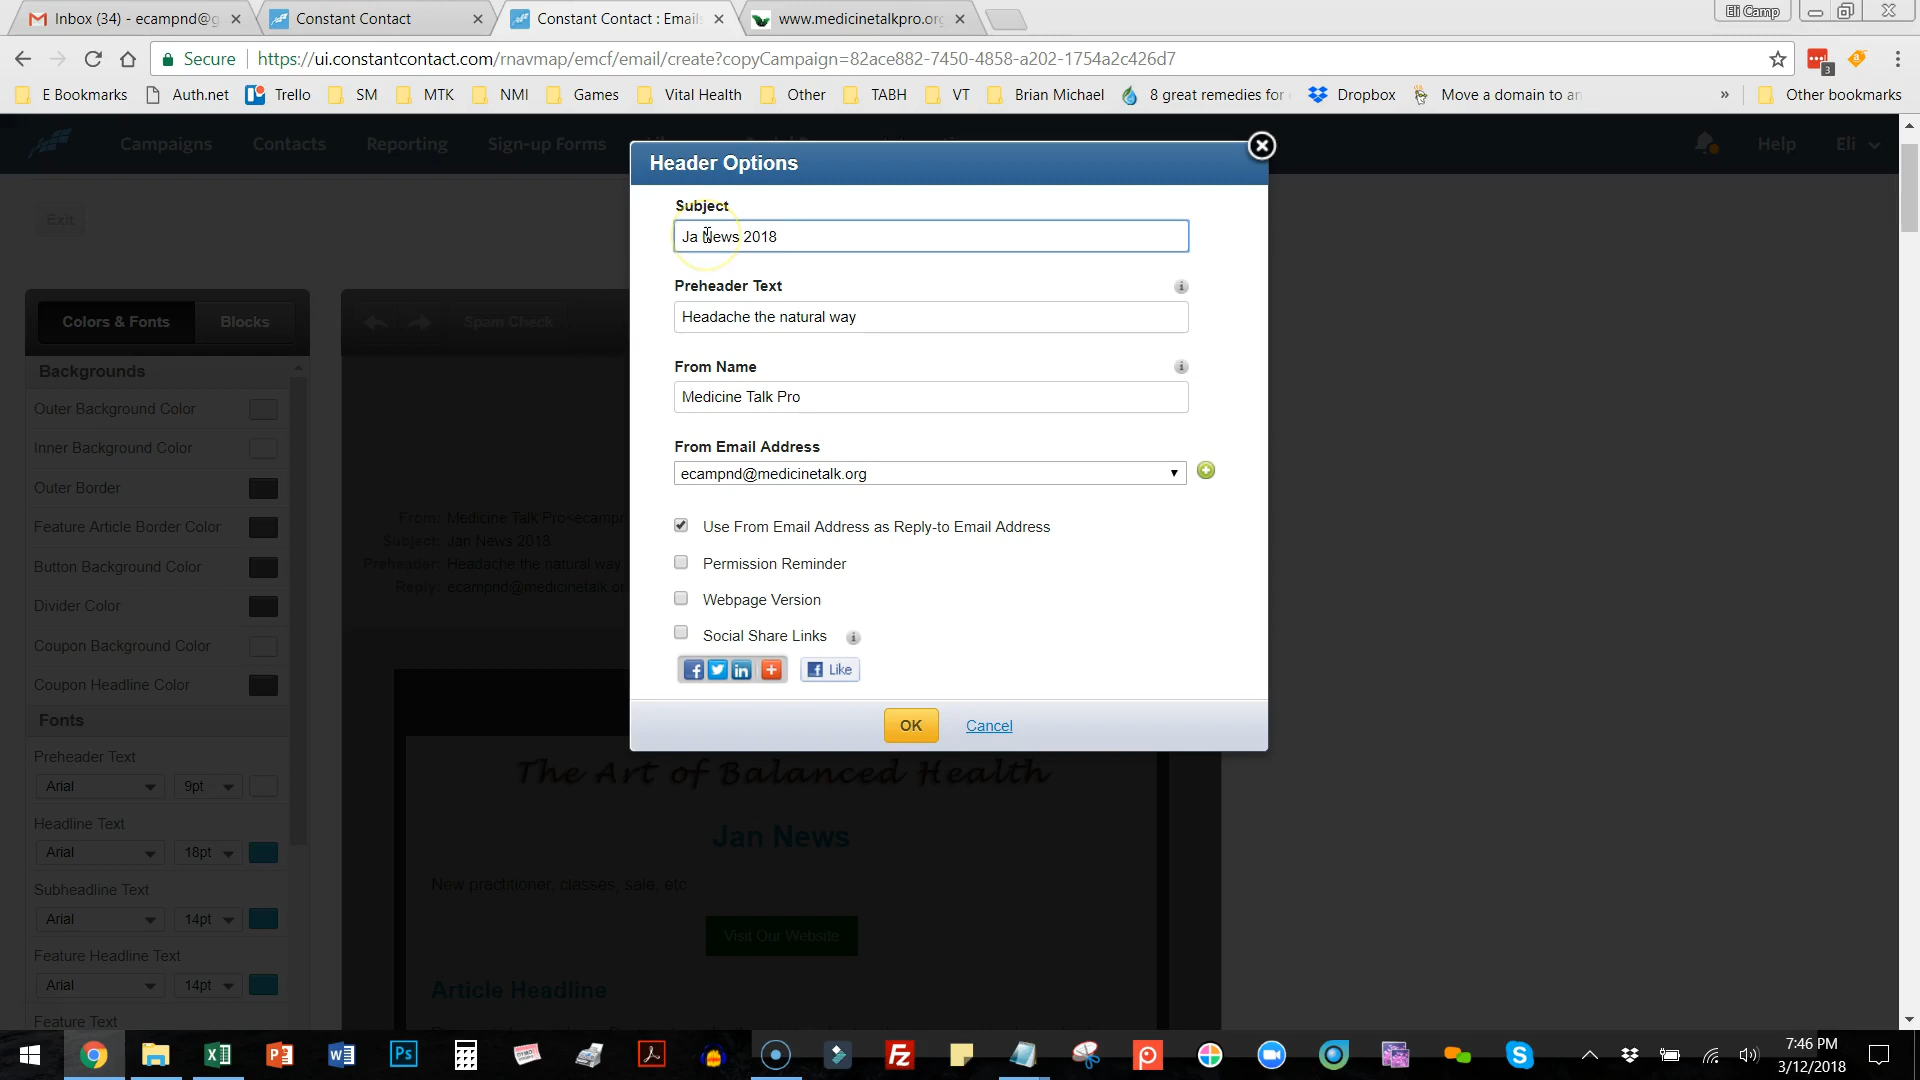 Inbox (34) - ecampnd@g
Constant Contact
Constant Contact : Emails
www.medicinetalkpro.org
Eli Camp
Secure
https://ui.constantcontact.com/rnavmap/emcf/email/create?copyCampaign=82ace882-7450-4858-a202-1754a2c426d7
3
E Bookmarks
Auth.net
Trello
SM
MTK
NMI
Games
Vital Health
Other
TABH
VT
Brian Michael
8 great remedies for
Dropbox
Move a domain to an
»
Other bookmarks
Campaigns
Contacts
Reporting
Sign-up Forms
Help
Eli
Exit
Header Options
Subject
Ja News 2018
Preheader Text
Headache the natural way
From Name
Medicine Talk Pro
From Email Address
ecampnd@medicinetalk.org
Use From Email Address as Reply-to Email Address
Permission Reminder
Webpage Version
Social Share Links
Like
OK
Cancel
Colors & Fonts
Blocks
Spam Check
Backgrounds
Outer Background Color
Inner Background Color
Outer Border
Feature Article Border Color
Button Background Color
Divider Color
Coupon Background Color
Coupon Headline Color
Fonts
Preheader Text
Arial
9pt
Headline Text
Arial
18pt
Subheadline Text
Arial
14pt
Feature Headline Text
Arial
14pt
Feature Text
From: Medicine Talk Pro<ecampr
Subject: Jan News 2018
Preheader: Headache the natural way
Reply: ecampnd@medicinetalk.or
The Art of Balanced Health
Jan News
New practitioner, classes, sale, etc
Visit Our Website
Article Headline
7:46 PM
3/12/2018